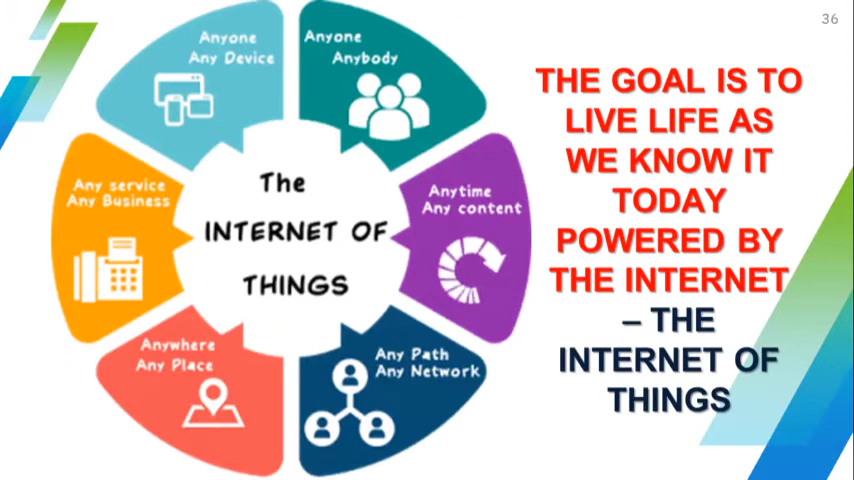 36
Anyone
Any Device
Anyone
Anybody
Any service
Any Business
The
INTERNET OF
THINGS
Anytime
Any content
Anywhere
Any Place
Any Path
Any Network
THE GOAL IS TO
LIVE LIFE AS
WE KNOW IT
TODAY
POWERED BY
THE INTERNET
– THE
INTERNET OF
THINGS